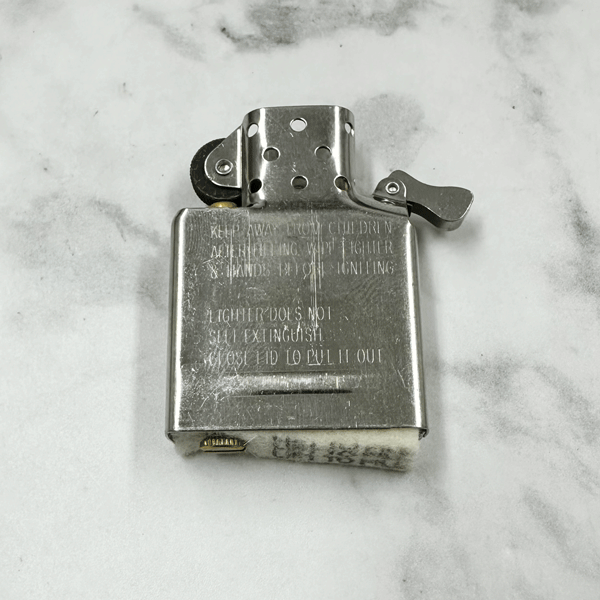 KEEP AWAY FROM CHILDREN
AFTER FILLING WIPE LIGHTER
& HANDS BEFORE IGNITING
LIGHTER DOES NOT
SELF EXTINGUISH
CLOSE LID TO PUT IT OUT